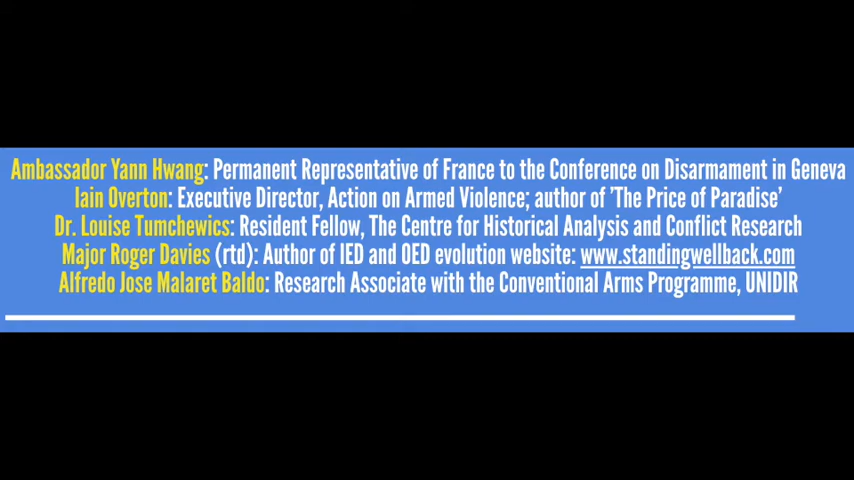 Ambassador Yann Hwang: Permanent Representative of France to the Conference on Disarmament in Geneva
Iain Overton: Executive Director, Action on Armed Violence; author of 'The Price of Paradise'
Dr. Louise Tumchewics: Resident Fellow, The Centre for Historical Analysis and Conflict Research
Major Roger Davies (rtd): Author of IED and OED evolution website: www.standingwellback.com
Alfredo Jose Malaret Baldo: Research Associate with the Conventional Arms Programme, UNIDIR